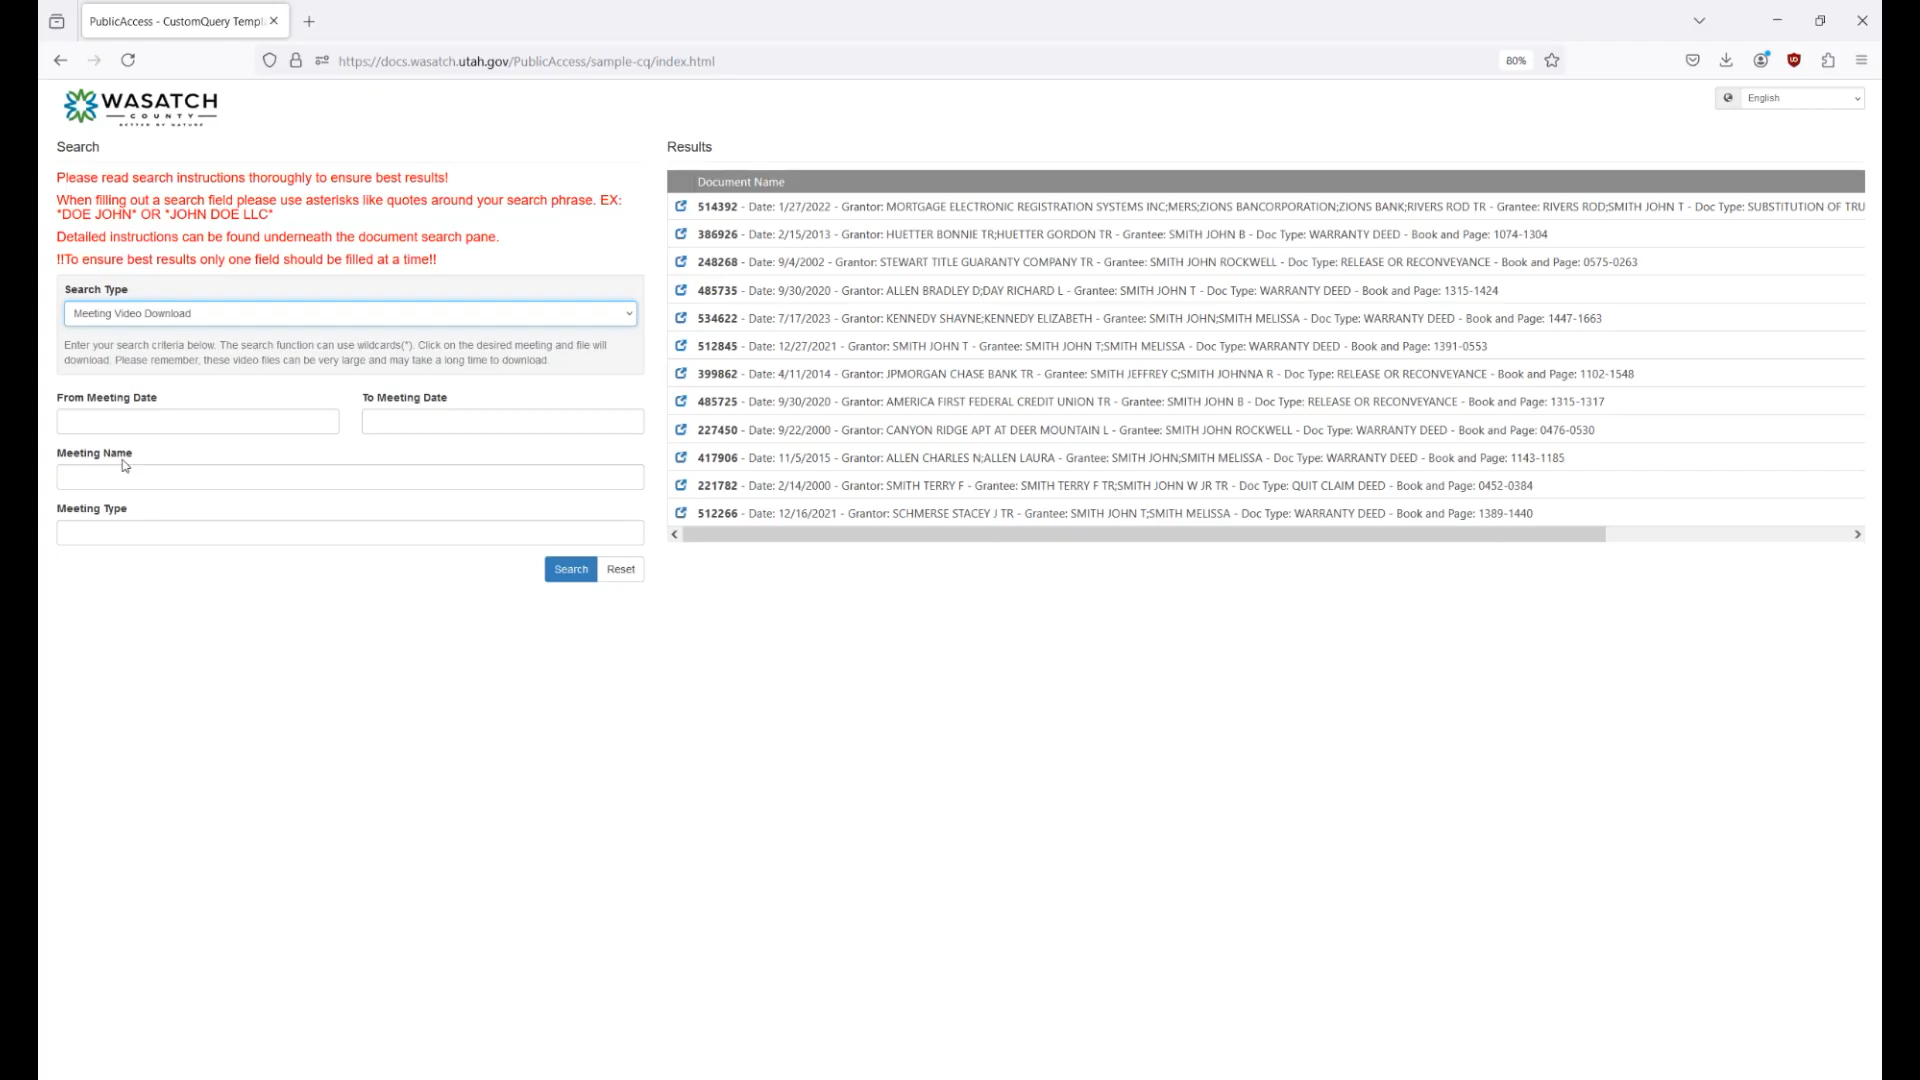 PublicAccess - CustomQuery Templ
https://docs.wasatch.utah.gov/PublicAccess/sample-cq/index.html
80%
WASATCH
COUNTY
BETTER BY NATURE
English
Search
Please read search instructions thoroughly to ensure best results!
When filling out a search field please use asterisks like quotes around your search phrase. EX:
*DOE JOHN* OR *JOHN DOE LLC*
Detailed instructions can be found underneath the document search pane.
!!To ensure best results only one field should be filled at a time!!
Search Type
Meeting Video Download
Enter your search criteria below. The search function can use wildcards(*). Click on the desired meeting and file will
download. Please remember, these video files can be very large and may take a long time to download.
From Meeting Date
To Meeting Date
Meeting Name
Meeting Type
Search
Reset
Results
Document Name
514392 - Date: 1/27/2022 - Grantor: MORTGAGE ELECTRONIC REGISTRATION SYSTEMS INC;MERS;ZIONS BANCORPORATION;ZIONS BANK;RIVERS ROD TR - Grantee: RIVERS ROD;SMITH JOHN T - Doc Type: SUBSTITUTION OF TRU
386926 - Date: 2/15/2013 - Grantor: HUETTER BONNIE TR;HUETTER GORDON TR - Grantee: SMITH JOHN B - Doc Type: WARRANTY DEED - Book and Page: 1074-1304
248268 - Date: 9/4/2002 - Grantor: STEWART TITLE GUARANTY COMPANY TR - Grantee: SMITH JOHN ROCKWELL - Doc Type: RELEASE OR RECONVEYANCE - Book and Page: 0575-0263
485735 - Date: 9/30/2020 - Grantor: ALLEN BRADLEY D;DAY RICHARD L - Grantee: SMITH JOHN T - Doc Type: WARRANTY DEED - Book and Page: 1315-1424
534622 - Date: 7/17/2023 - Grantor: KENNEDY SHAYNE;KENNEDY ELIZABETH - Grantee: SMITH JOHN;SMITH MELISSA - Doc Type: WARRANTY DEED - Book and Page: 1447-1663
512845 - Date: 12/27/2021 - Grantor: SMITH JOHN T - Grantee: SMITH JOHN T;SMITH MELISSA - Doc Type: WARRANTY DEED - Book and Page: 1391-0553
399862 - Date: 4/11/2014 - Grantor: JPMORGAN CHASE BANK TR - Grantee: SMITH JEFFREY C;SMITH JOHNNA R - Doc Type: RELEASE OR RECONVEYANCE - Book and Page: 1102-1548
485725 - Date: 9/30/2020 - Grantor: AMERICA FIRST FEDERAL CREDIT UNION TR - Grantee: SMITH JOHN B - Doc Type: RELEASE OR RECONVEYANCE - Book and Page: 1315-1317
227450 - Date: 9/22/2000 - Grantor: CANYON RIDGE APT AT DEER MOUNTAIN L - Grantee: SMITH JOHN ROCKWELL - Doc Type: WARRANTY DEED - Book and Page: 0476-0530
417906 - Date: 11/5/2015 - Grantor: ALLEN CHARLES N;ALLEN LAURA - Grantee: SMITH JOHN;SMITH MELISSA - Doc Type: WARRANTY DEED - Book and Page: 1143-1185
221782 - Date: 2/14/2000 - Grantor: SMITH TERRY F - Grantee: SMITH TERRY F TR;SMITH JOHN W JR TR - Doc Type: QUIT CLAIM DEED - Book and Page: 0452-0384
512266 - Date: 12/16/2021 - Grantor: SCHMERSE STACEY J TR - Grantee: SMITH JOHN T;SMITH MELISSA - Doc Type: WARRANTY DEED - Book and Page: 1389-1440